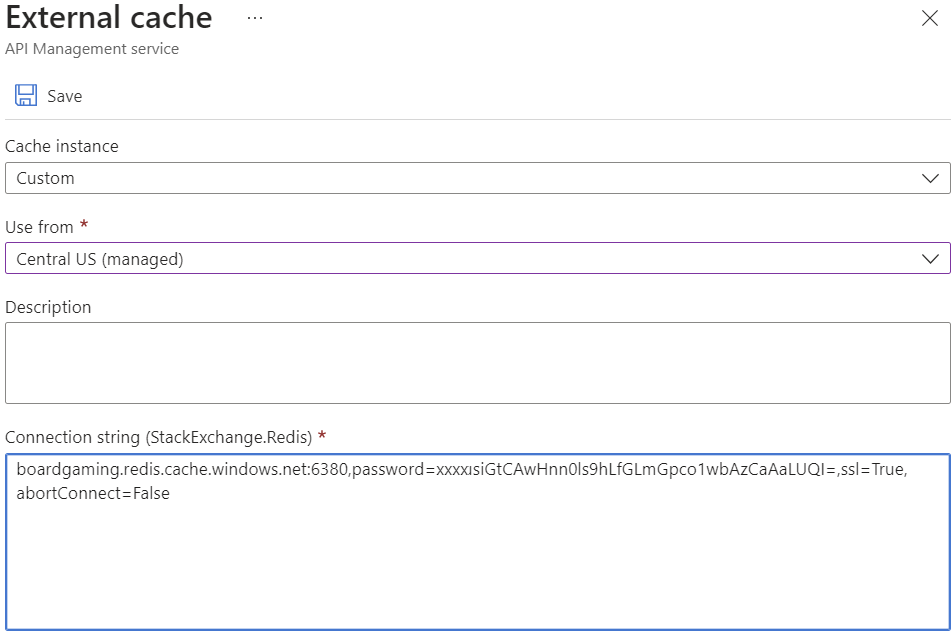 External cache ...
API Management service
Save
Cache instance
Custom
Use from *
Central US (managed)
Description
Connection string (StackExchange.Redis) *
boardgaming.redis.cache.windows.net:6380,password=xxxxısiGtCAwHnn0ls9hLfGLmGpco1wbAzCaAaLUQI=,ssl=True,
abortConnect=False